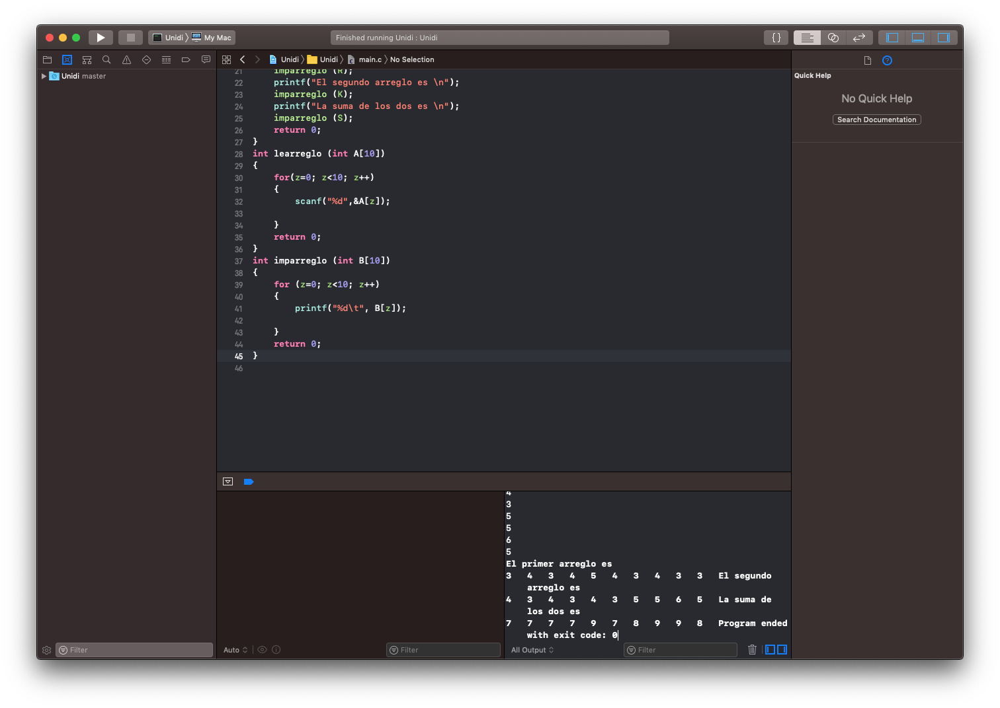 Unidi 〉 My Mac
Finished running Unidi : Unidi
{ }
Unidi 〉 Unidi 〉 main.c 〉 No Selection
Unidi master
Quick Help
No Quick Help
Search Documentation
21 imparreglo (R);
22 printf("El segundo arreglo es \n");
23 imparreglo (K);
24 printf("La suma de los dos es \n");
25 imparreglo (S);
26 return 0;
27 }
28 int learreglo (int A[10])
29 {
30 for(z=0; z<10; z++)
31 {
32 scanf("%d",&A[z]);
33
34 }
35 return 0;
36 }
37 int imparreglo (int B[10])
38 {
39 for (z=0; z<10; z++)
40 {
41 printf("%d\t", B[z]);
42
43 }
44 return 0;
45 }
46
4
3
5
5
6
5
El primer arreglo es
3 4 3 4 5 4 3 4 3 3 El segundo
arreglo es
4 3 4 3 4 3 5 5 6 5 La suma de
los dos es
7 7 7 7 9 7 8 9 9 8 Program ended
with exit code: 0
Filter
Auto
Filter
All Output
Filter